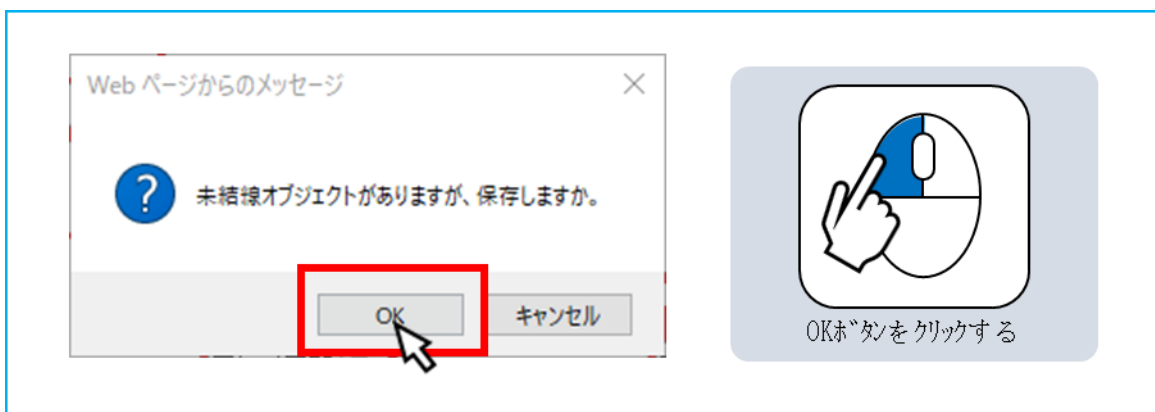 Web ページからのメッセージ
未結線オブジェクトがありますが、保存しますか。
OK
キャンセル
OKボタンをクリックする